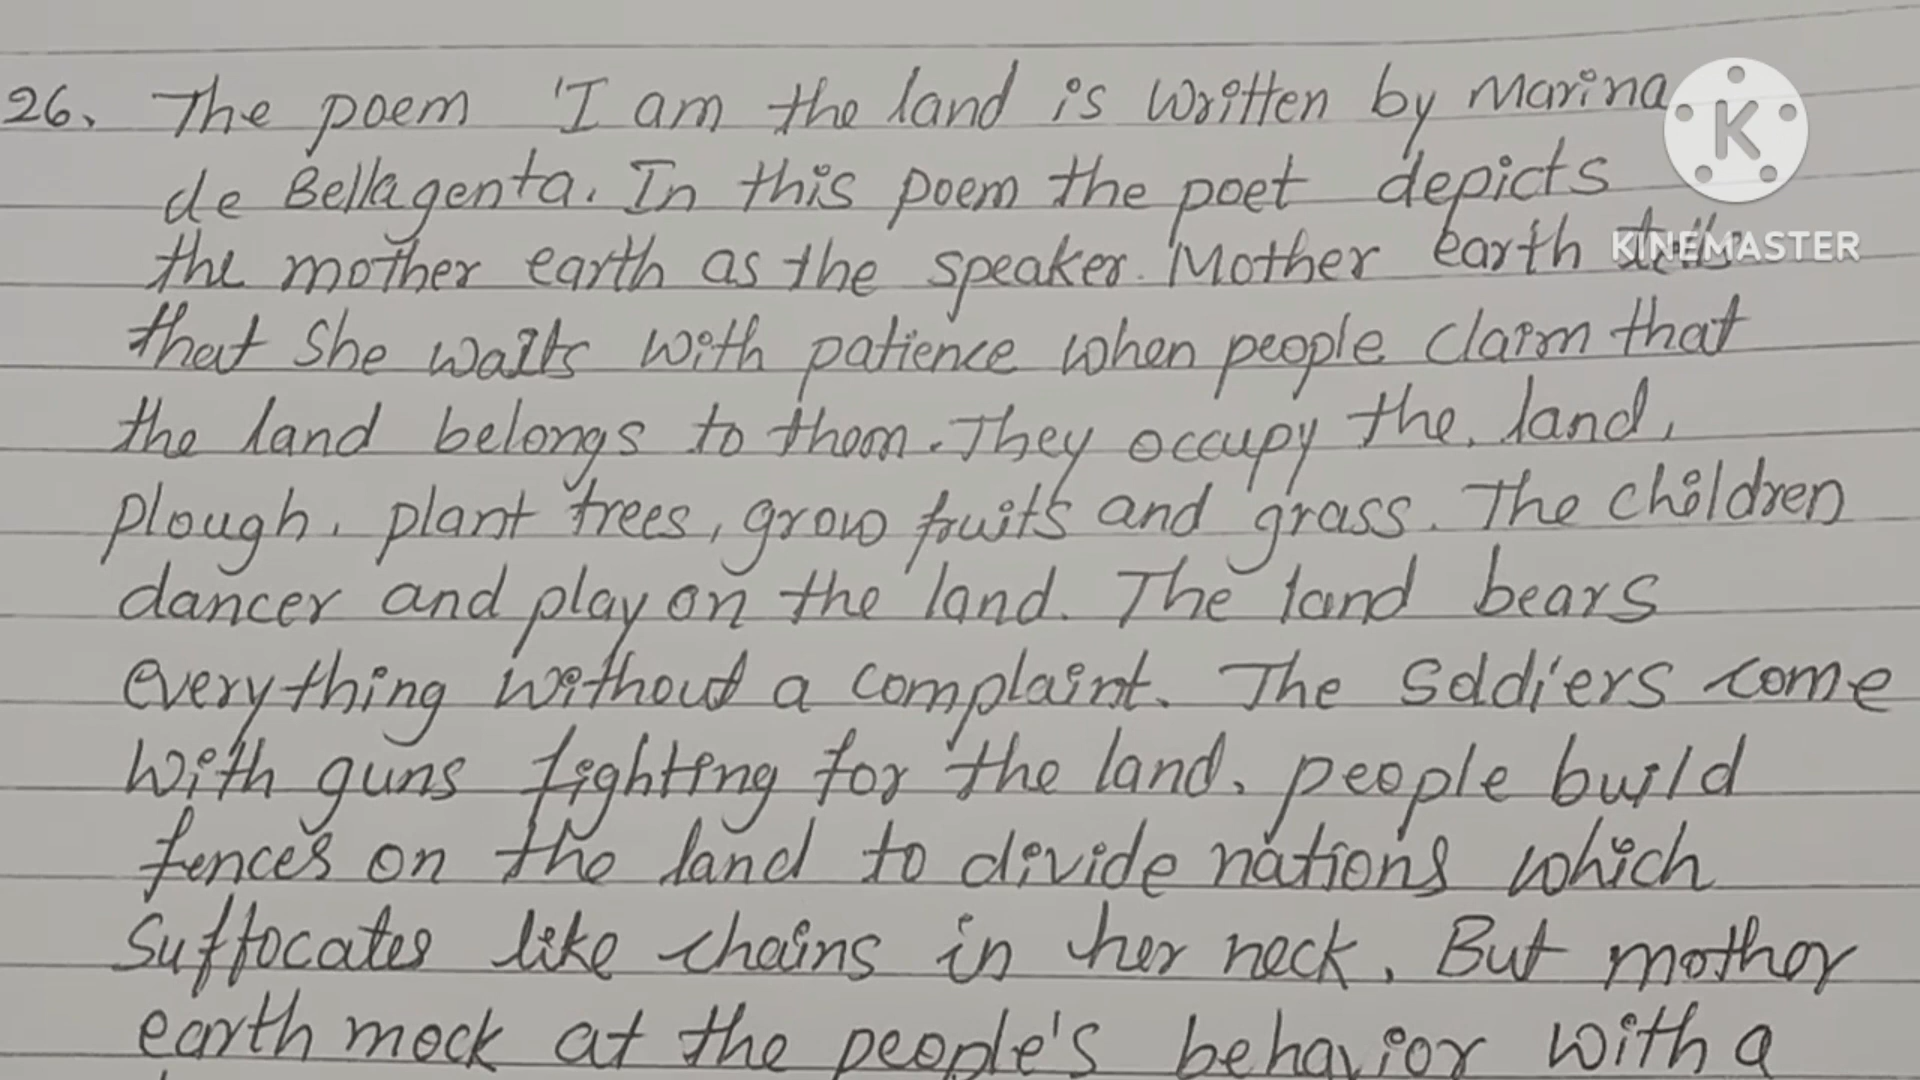 26. The poem 'I am the land is written by Marina
de Bellagenta. In this poem the poet depicts
the mother earth as the speaker. Mother earth
KINEMASTER
that she waits with patience when people claim that
the land belongs to them. They occupy the land,
plough, plant trees, grow fruits and grass. The children
dancer and play on the land. The land bears
everything without a complaint. The soldiers come
with guns fighting for the land. people build
fences on the land to divide nations which
suffocates like chains in her neck. But mother
earth mock at the people's behavior with a